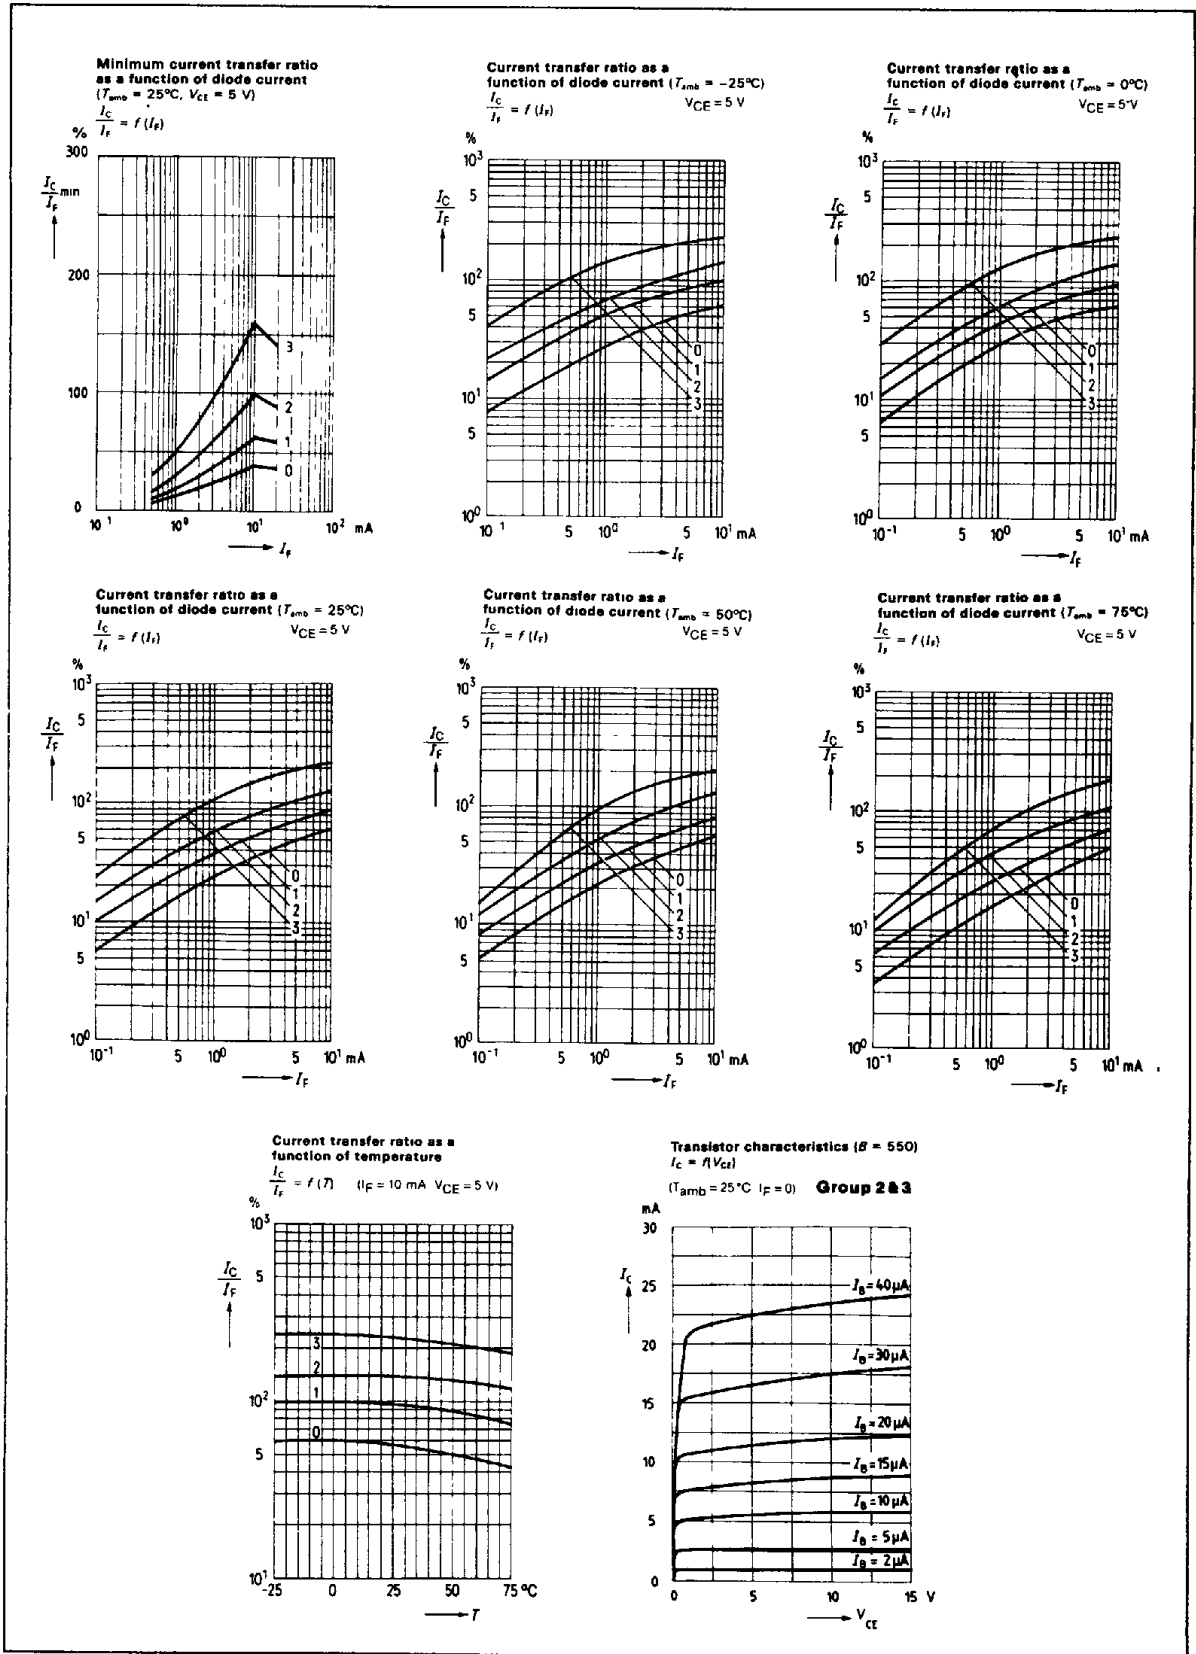 Minimum current transfer ratio
as a function of diode current
(Tamb = 25°C, VCE = 5 V)
IC/IF = f (IF)
%
300
IC/IF min
200
100
0
3
2
1
0
10-1 100 101 102 mA
IF
Current transfer ratio as a
function of diode current (Tamb = -25°C)
IC/IF = f (IF) VCE = 5 V
%
103
5
IC/IF
102
5
101
5
100
0
1
2
3
10-1 5 100 5 101 mA
IF
Current transfer ratio as a
function of diode current (Tamb = 0°C)
IC/IF = f (IF) VCE = 5 V
%
103
5
IC/IF
102
5
101
5
100
0
1
2
3
10-1 5 100 5 101 mA
IF
Current transfer ratio as a
function of diode current (Tamb = 25°C)
IC/IF = f (IF) VCE = 5 V
%
103
5
IC/IF
102
5
101
5
100
0
1
2
3
10-1 5 100 5 101 mA
IF
Current transfer ratio as a
function of diode current (Tamb = 50°C)
IC/IF = f (IF) VCE = 5 V
%
103
5
IC/IF
102
5
101
5
100
0
1
2
3
10-1 5 100 5 101 mA
IF
Current transfer ratio as a
function of diode current (Tamb = 75°C)
IC/IF = f (IF) VCE = 5 V
%
103
5
IC/IF
102
5
101
5
100
0
1
2
3
10-1 5 100 5 101 mA
IF
Current transfer ratio as a
function of temperature
IC/IF = f (T) (IF = 10 mA VCE = 5 V)
%
103
IC/IF
5
3
2
102
1
0
5
101
-25 0 25 50 75 °C
T
Transistor characteristics (B = 550)
IC = f(VCE)
(Tamb = 25°C IF = 0) Group 2 & 3
mA
30
IC
25
IB = 40 µA
20
IB = 30 µA
15
IB = 20 µA
10
IB = 15 µA
IB = 10 µA
5
IB = 5 µA
IB = 2 µA
0
0 5 10 15 V
VCE